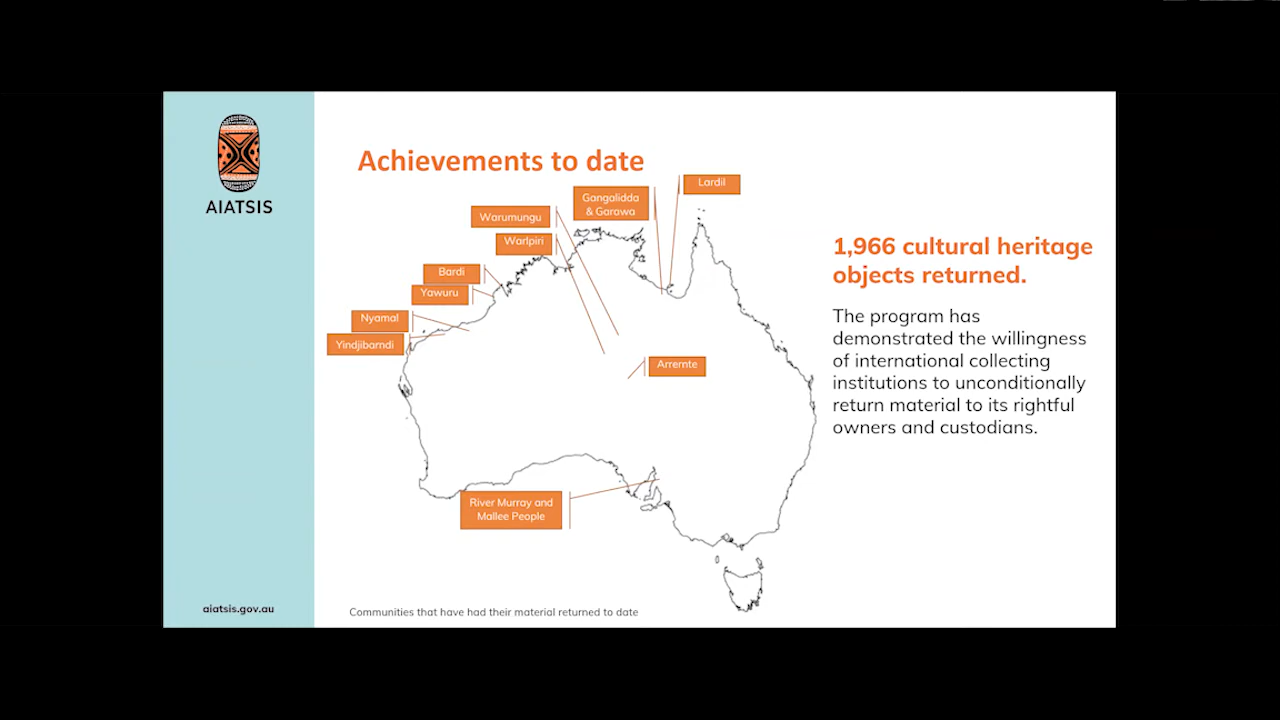 AIATSIS
Achievements to date
Lardil
Gangalidda
& Garawa
Warumungu
Warlpiri
Bardi
Yawuru
Nyamal
Yindjibarndi
Arrernte
River Murray and
Mallee People
1,966 cultural heritage
objects returned.
The program has
demonstrated the willingness
of international collecting
institutions to unconditionally
return material to its rightful
owners and custodians.
aiatsis.gov.au
Communities that have had their material returned to date